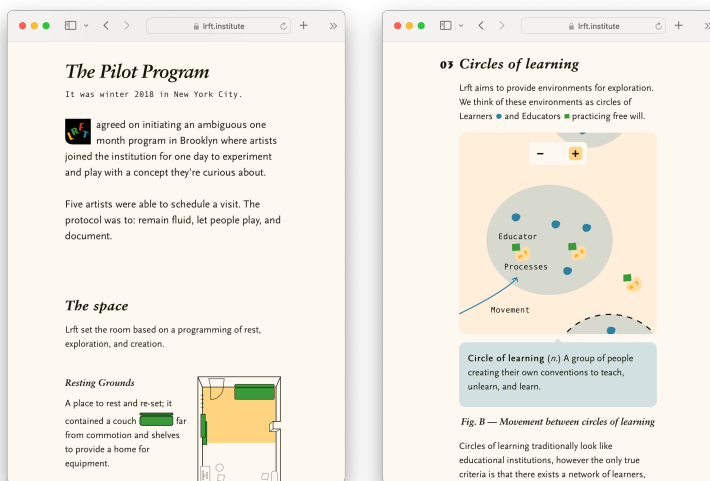 lrft.institute
The Pilot Program
It was winter 2018 in New York City.
LRFT agreed on initiating an ambiguous one
month program in Brooklyn where artists
joined the institution for one day to experiment
and play with a concept they're curious about.
Five artists were able to schedule a visit. The
protocol was to: remain fluid, let people play, and
document.
The space
Lrft set the room based on a programming of rest,
exploration, and creation.
Resting Grounds
A place to rest and re-set; it
contained a couch far
from commotion and shelves
to provide a home for
equipment.
lrft.institute
03 Circles of learning
Lrft aims to provide environments for exploration.
We think of these environments as circles of
Learners and Educators practicing free will.
− +
Educator
Processes
Movement
Circle of learning (n.) A group of people
creating their own conventions to teach,
unlearn, and learn.
Fig. B — Movement between circles of learning
Circles of learning traditionally look like
educational institutions, however the only true
criteria is that there exists a network of learners,